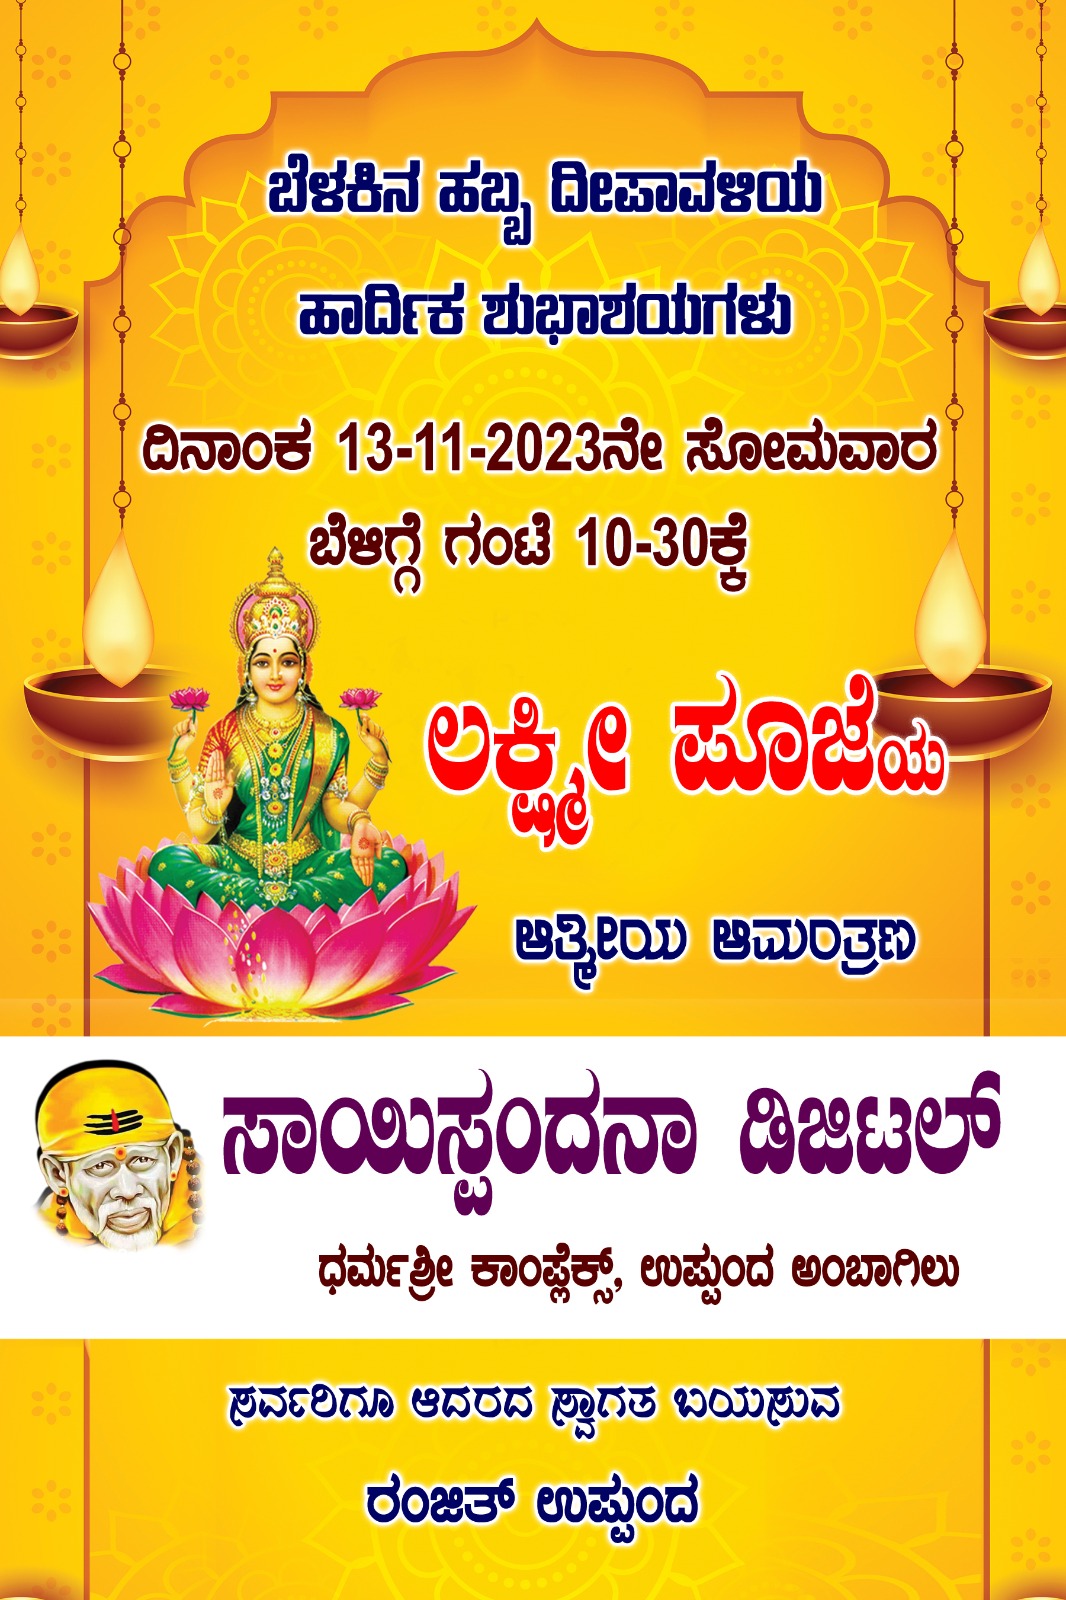 ಬೆಳಕಿನ ಹಬ್ಬ ದೀಪಾವಳಿಯ
ಹಾರ್ದಿಕ ಶುಭಾಶಯಗಳು
ದಿನಾಂಕ 13-11-2023ನೇ ಸೋಮವಾರ
ಬೆಳಿಗ್ಗೆ ಗಂಟೆ 10-30ಕ್ಕೆ
ಲಕ್ಷ್ಮೀ ಪೂಜೆಯ
ಆತ್ಮೀಯ ಆಮಂತ್ರಣ
ಸಾಯಿಸ್ಪಂದನಾ ಡಿಜಿಟಲ್
ಧರ್ಮಶ್ರೀ ಕಾಂಪ್ಲೆಕ್ಸ್, ಉಪ್ಪುಂದ ಅಂಬಾಗಿಲು
ಸರ್ವರಿಗೂ ಆದರದ ಸ್ವಾಗತ ಬಯಸುವ
ರಂಜಿತ್ ಉಪ್ಪುಂದ